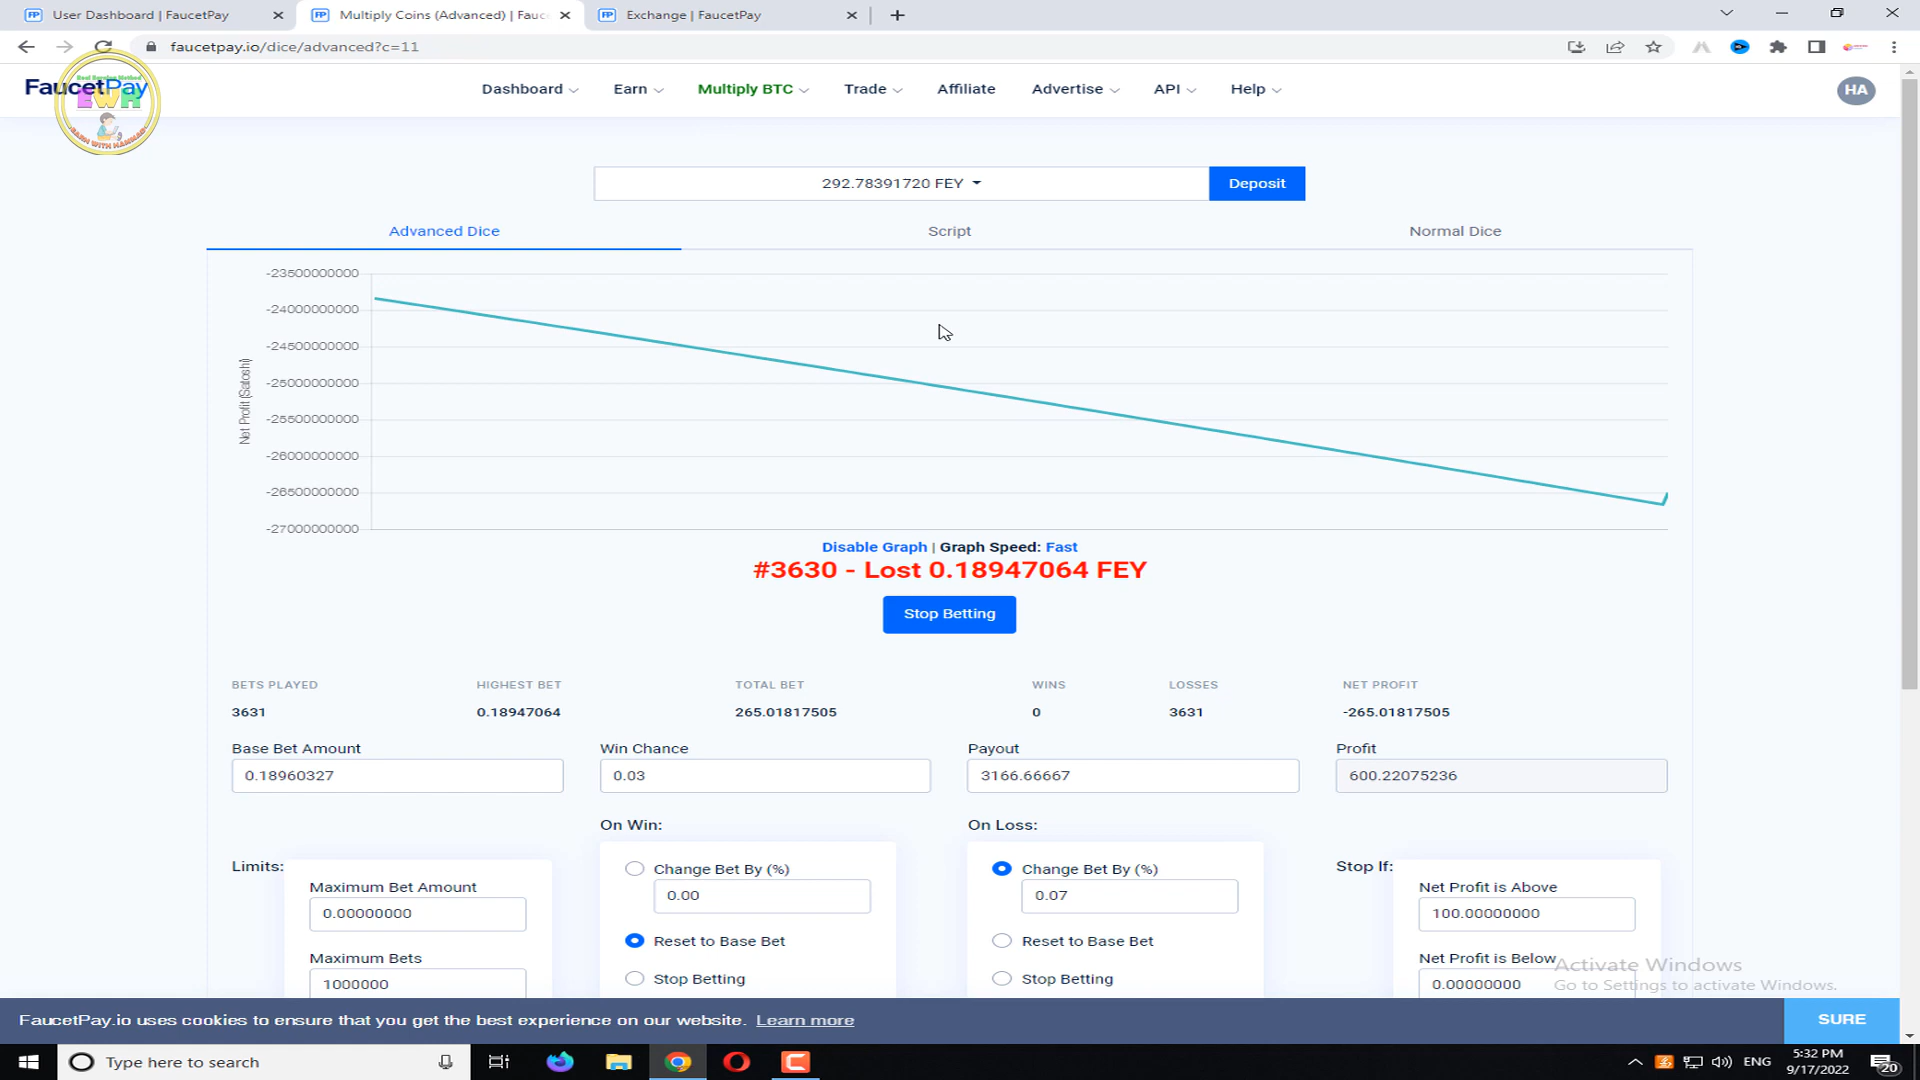 User Dashboard | FaucetPay
Multiply Coins (Advanced) | Fauc
Exchange | FaucetPay
faucetpay.io/dice/advanced?c=11
FaucetPay
Real Earning Method
EWH
EARN WITH HAMMAD
Dashboard
Earn
Multiply BTC
Trade
Affiliate
Advertise
API
Help
HA
292.78391720 FEY
Deposit
Advanced Dice
Script
Normal Dice
Net Profit (Satoshi)
-23500000000
-24000000000
-24500000000
-25000000000
-25500000000
-26000000000
-26500000000
-27000000000
Disable Graph | Graph Speed: Fast
#3630 - Lost 0.18947064 FEY
Stop Betting
BETS PLAYED
HIGHEST BET
TOTAL BET
WINS
LOSSES
NET PROFIT
3631
0.18947064
265.01817505
0
3631
-265.01817505
Base Bet Amount
Win Chance
Payout
Profit
0.18960327
0.03
3166.66667
600.22075236
On Win:
On Loss:
Limits:
Maximum Bet Amount
0.00000000
Maximum Bets
1000000
Change Bet By (%)
0.00
Reset to Base Bet
Stop Betting
Change Bet By (%)
0.07
Reset to Base Bet
Stop Betting
Stop If:
Net Profit is Above
100.00000000
Net Profit is Below
0.00000000
Activate Windows
Go to Settings to activate Windows.
FaucetPay.io uses cookies to ensure that you get the best experience on our website. Learn more
SURE
Type here to search
ENG
5:32 PM
9/17/2022
20